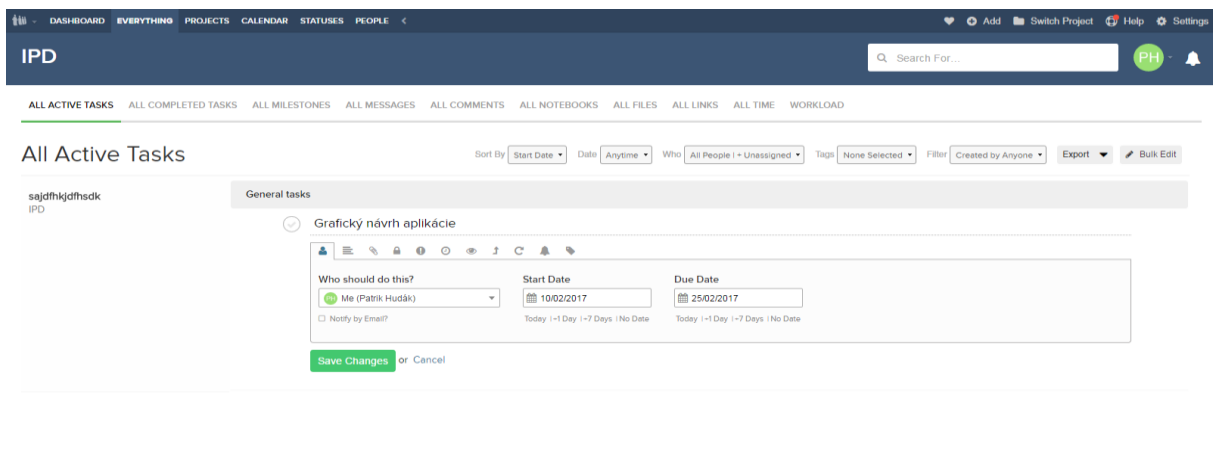 DASHBOARD EVERYTHING PROJECTS CALENDAR STATUSES PEOPLE < Add Switch Project Help Settings
IPD Search For... PH
ALL ACTIVE TASKS ALL COMPLETED TASKS ALL MILESTONES ALL MESSAGES ALL COMMENTS ALL NOTEBOOKS ALL FILES ALL LINKS ALL TIME WORKLOAD
All Active Tasks Sort By Start Date Date Anytime Who All People | + Unassigned Tags None Selected Filter Created by Anyone Export Bulk Edit
sajdfhkjdfhsdk General tasks
IPD
Grafický návrh aplikácie
Who should do this? Start Date Due Date
PH Me (Patrik Hudák) 10/02/2017 25/02/2017
Notify by Email? Today | +1 Day | +7 Days | No Date Today | +1 Day | +7 Days | No Date
Save Changes or Cancel